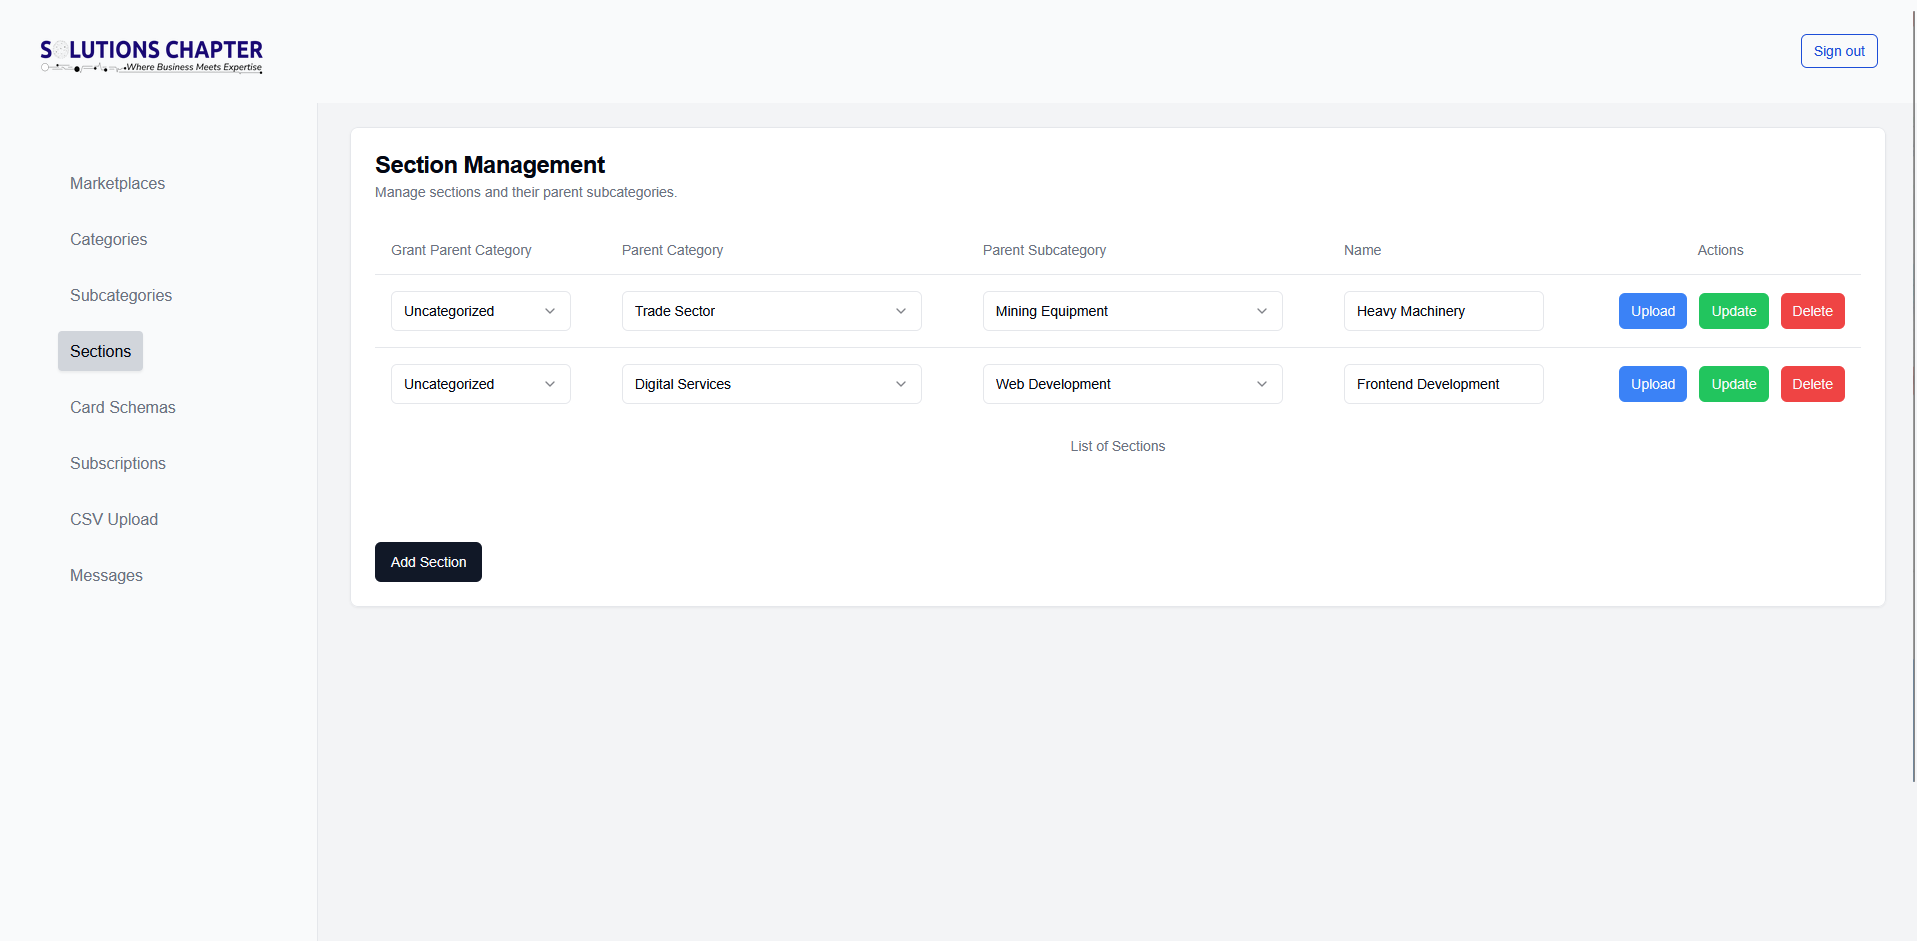 SOLUTIONS CHAPTER
Where Business Meets Expertise
Sign out
Marketplaces
Categories
Subcategories
Sections
Card Schemas
Subscriptions
CSV Upload
Messages
Section Management
Manage sections and their parent subcategories.
Grant Parent Category Parent Category Parent Subcategory Name Actions
Uncategorized Trade Sector Mining Equipment Heavy Machinery Upload Update Delete
Uncategorized Digital Services Web Development Frontend Development Upload Update Delete
List of Sections
Add Section